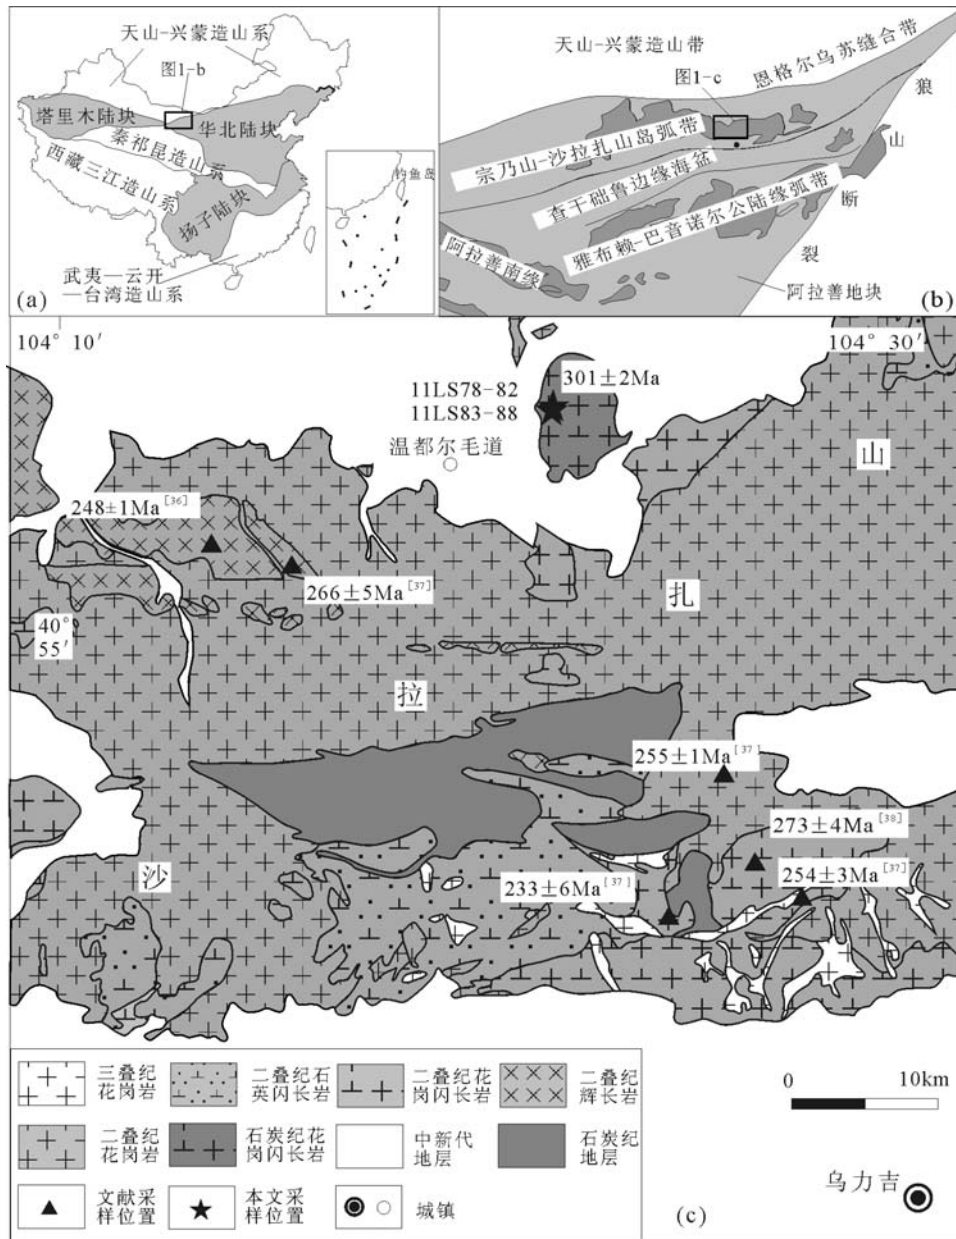 天山-兴蒙造山系
图1-b
塔里木陆块
华北陆块
秦祁昆造山系
西藏三江造山系
扬子陆块
武夷—云开
—台湾造山系
钓鱼岛
(a)
天山-兴蒙造山带
恩格尔乌苏缝合带
图1-c
狼山断裂
宗乃山-沙拉扎山岛弧带
查干础鲁边缘海盆
雅布赖-巴音诺尔公陆缘弧带
阿拉善南缘
阿拉善地块
(b)
104° 10′
104° 30′
301±2Ma
11LS78-82
11LS83-88
温都尔毛道
山
248±1Ma[36]
266±5Ma[37]
扎
40°
55′
拉
255±1Ma[37]
273±4Ma[38]
沙
233±6Ma[37]
254±3Ma[37]
三叠纪
花岗岩
二叠纪石
英闪长岩
二叠纪花
岗闪长岩
二叠纪
辉长岩
二叠纪
花岗岩
石炭纪花
岗闪长岩
中新代
地层
石炭纪
地层
文献采
样位置
本文采
样位置
城镇
0 10km
乌力吉
(c)